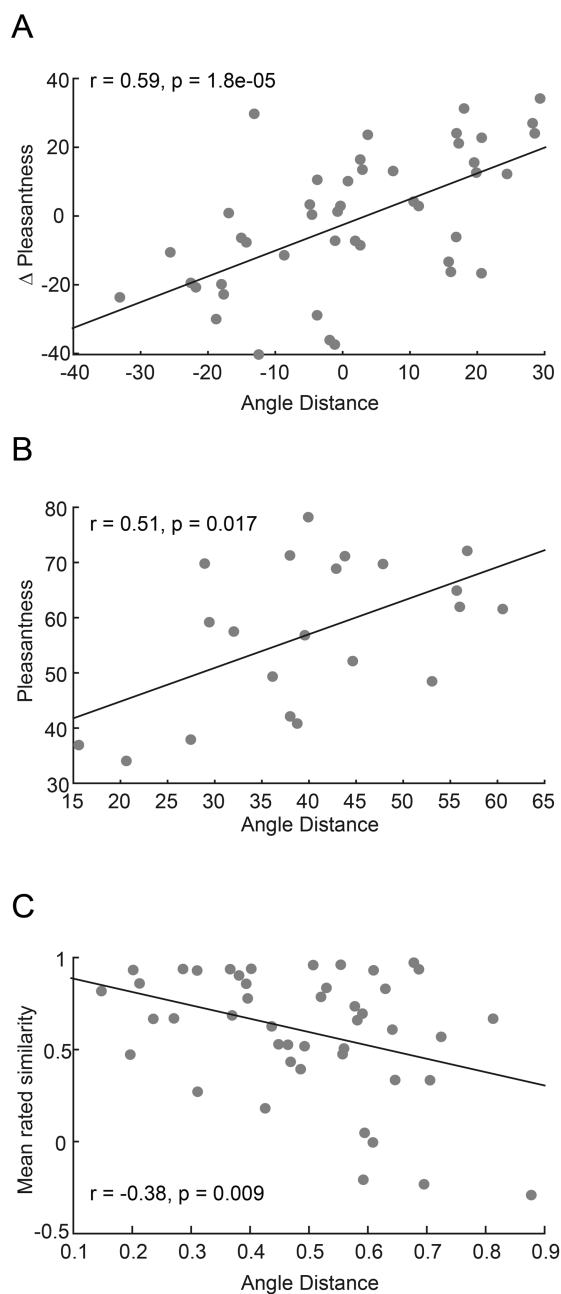 A
r = 0.59, p = 1.8e-05
40
20
0
-20
-40
Δ Pleasantness
-40 -30 -20 -10 0 10 20 30
Angle Distance
B
r = 0.51, p = 0.017
80
70
60
50
40
30
Pleasantness
15 20 25 30 35 40 45 50 55 60 65
Angle Distance
C
1
0.5
0
-0.5
Mean rated similarity
r = -0.38, p = 0.009
0.1 0.2 0.3 0.4 0.5 0.6 0.7 0.8 0.9
Angle Distance